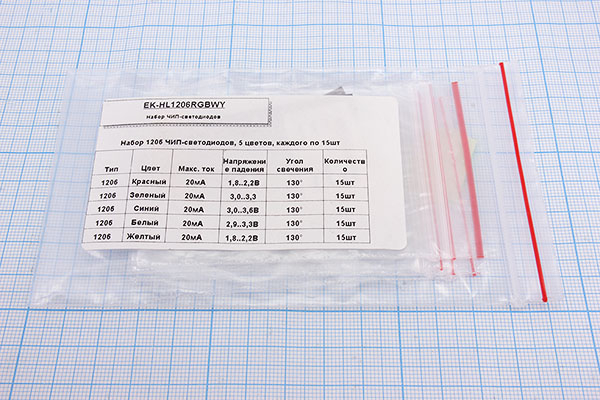 EK-HL1206RGBWY
Набор ЧИП-светодиодов
Набор 1206 ЧИП-светодиодов, 5 цветов, каждого по 15шт
Тип Цвет Макс. ток Напряжени е падения Угол свечения Количеств о
1206 Красный 20мА 1,8..2,2В 130° 15шт
1206 Зеленый 20мА 3,0..3,3 130° 15шт
1206 Синий 20мА 3,0..3,6В 130° 15шт
1206 Белый 20мА 2,9..3,3В 130° 15шт
1206 Желтый 20мА 1,8..2,2В 130° 15шт